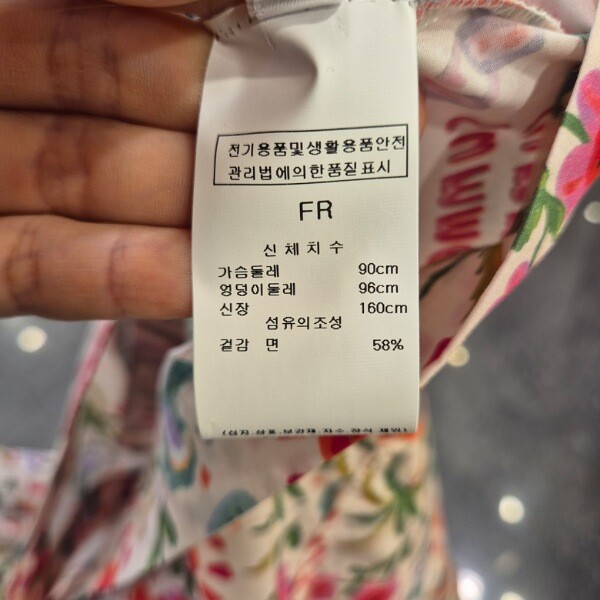 전기용품및생활용품안전
관리법에의한품질표시
FR
신체치수
가슴둘레 90cm
엉덩이둘레 96cm
신장 160cm
섬유의조성
겉감 면 58%